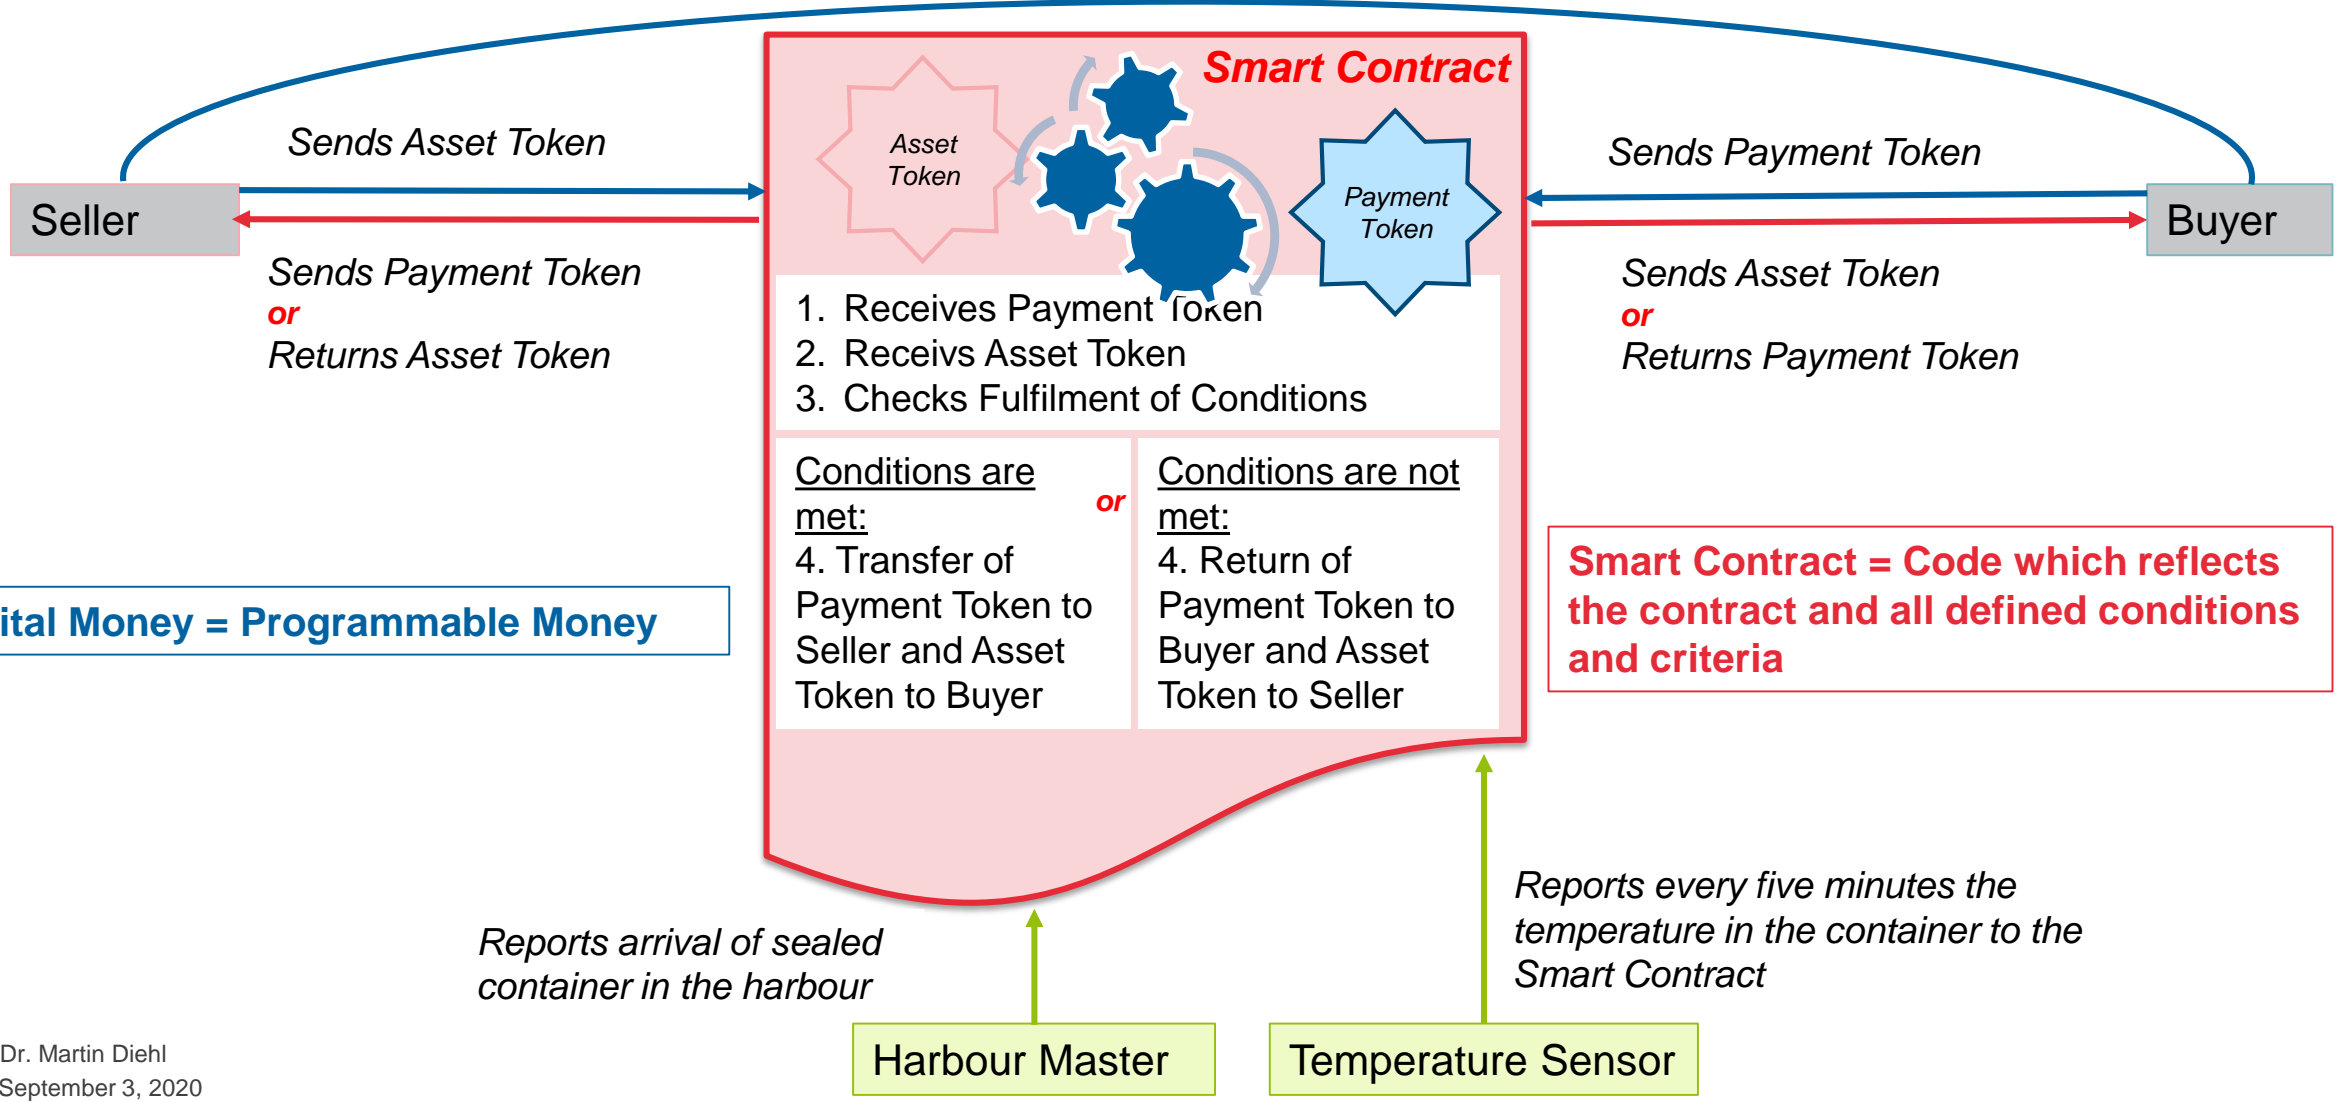 Smart Contract
Asset
Token
Payment
Token
Sends Asset Token
Seller
Sends Payment Token
or
Returns Asset Token
Sends Payment Token
Buyer
Sends Asset Token
or
Returns Payment Token
1. Receives Payment Token
2. Receivs Asset Token
3. Checks Fulfilment of Conditions
Conditions are
met:
4. Transfer of
Payment Token to
Seller and Asset
Token to Buyer
or
Conditions are not
met:
4. Return of
Payment Token to
Buyer and Asset
Token to Seller
ital Money = Programmable Money
Smart Contract = Code which reflects
the contract and all defined conditions
and criteria
Reports arrival of sealed
container in the harbour
Reports every five minutes the
temperature in the container to the
Smart Contract
Harbour Master
Temperature Sensor
Dr. Martin Diehl
September 3, 2020